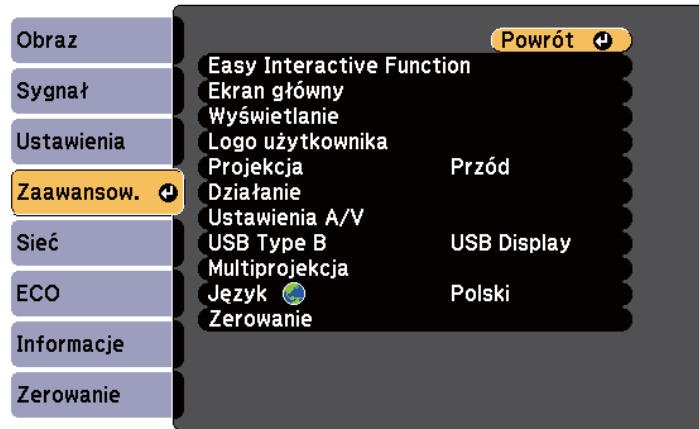 Obraz
Sygnał
Ustawienia
Zaawansow.
Sieć
ECO
Informacje
Zerowanie
Powrót
Easy Interactive Function
Ekran główny
Wyświetlanie
Logo użytkownika
Projekcja Przód
Działanie
Ustawienia A/V
USB Type B USB Display
Multiprojekcja
Język Polski
Zerowanie